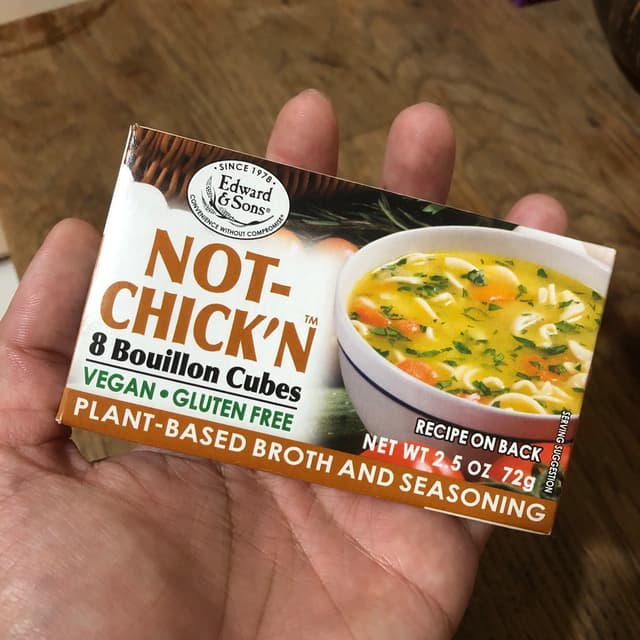 • SINCE 1978 •
Edward
& Sons®
CONVENIENCE WITHOUT COMPROMISE®
NOT-
CHICK'N™
8 Bouillon Cubes
VEGAN • GLUTEN FREE
PLANT-BASED BROTH AND SEASONING
RECIPE ON BACK
NET WT 2.5 OZ 72g
SERVING SUGGESTION